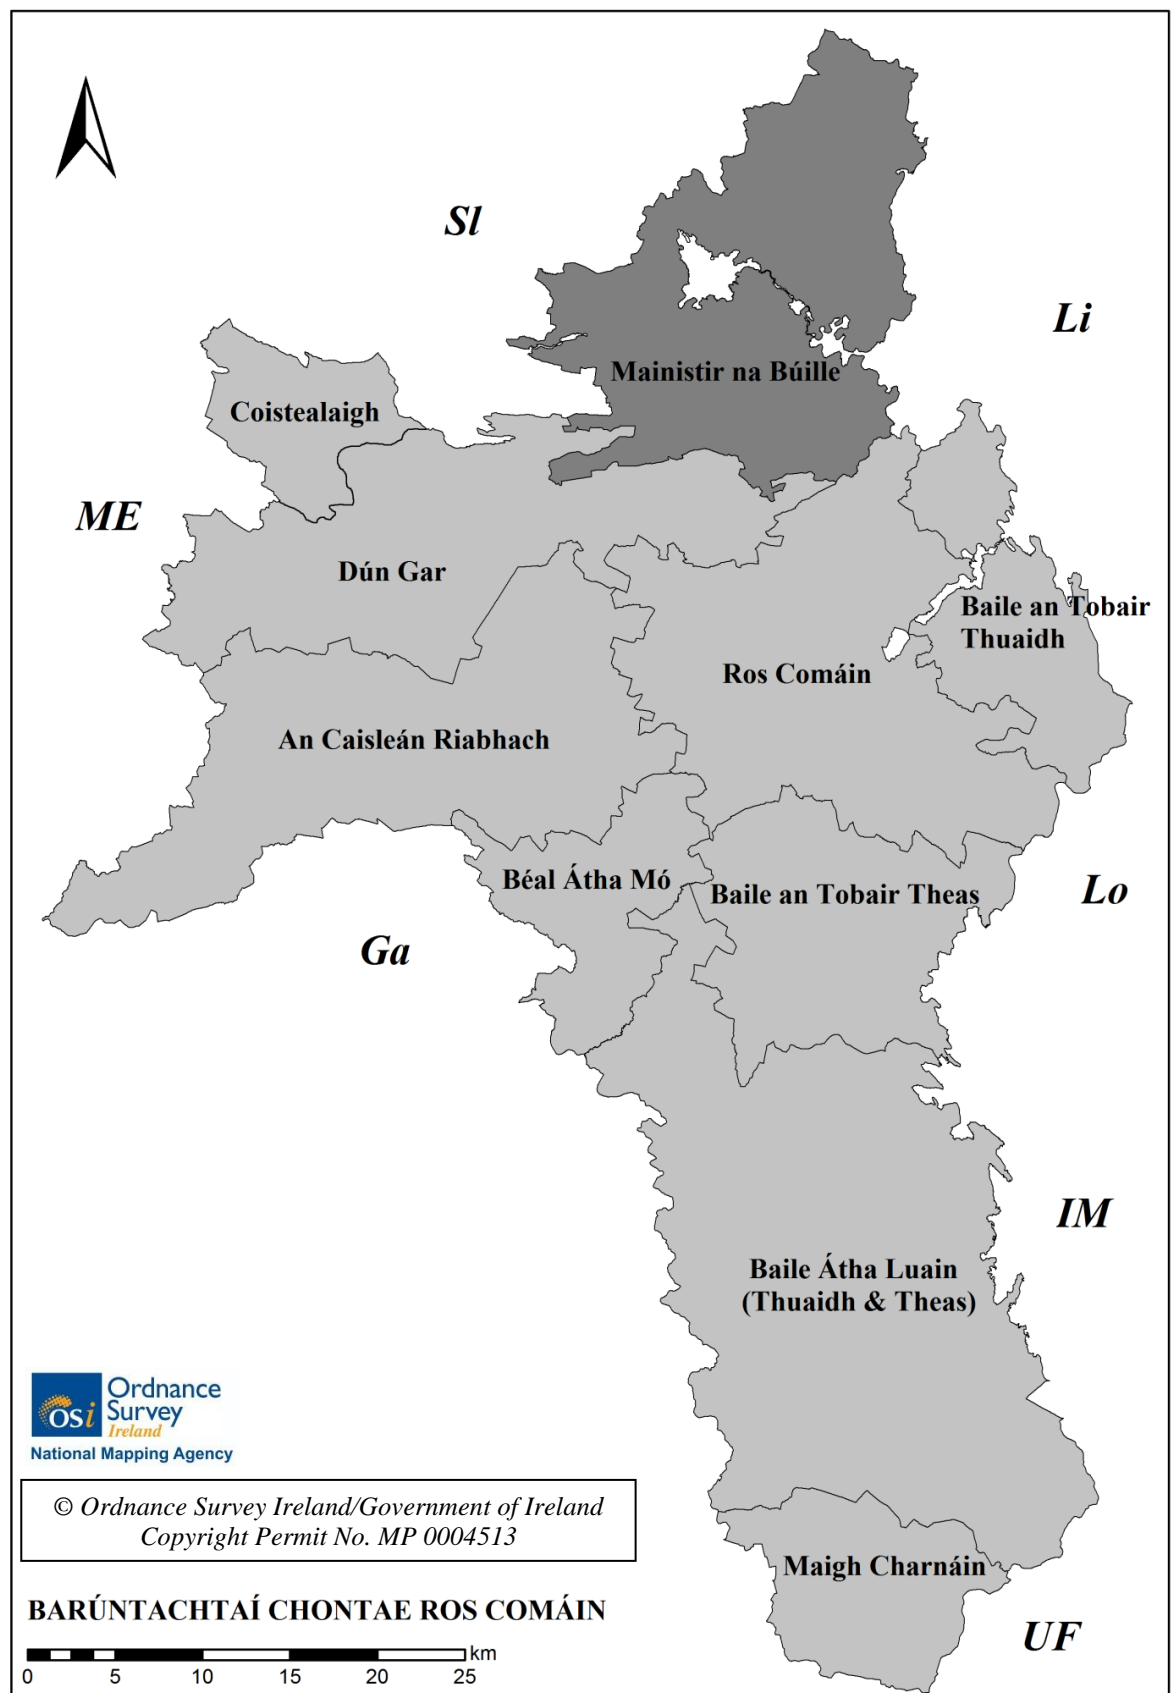 Sl
Li
Mainistir na Búille
Coistealaigh
ME
Dún Gar
Baile an Tobair
Thuaidh
Ros Comáin
An Caisleán Riabhach
Béal Átha Mó
Baile an Tobair Theas
Lo
Ga
IM
Baile Átha Luain
(Thuaidh & Theas)
osi
Ordnance
Survey
Ireland
National Mapping Agency
© Ordnance Survey Ireland/Government of Ireland
Copyright Permit No. MP 0004513
Maigh Charnáin
BARÚNTACHTAÍ CHONTAE ROS COMÁIN
UF
km
0 5 10 15 20 25